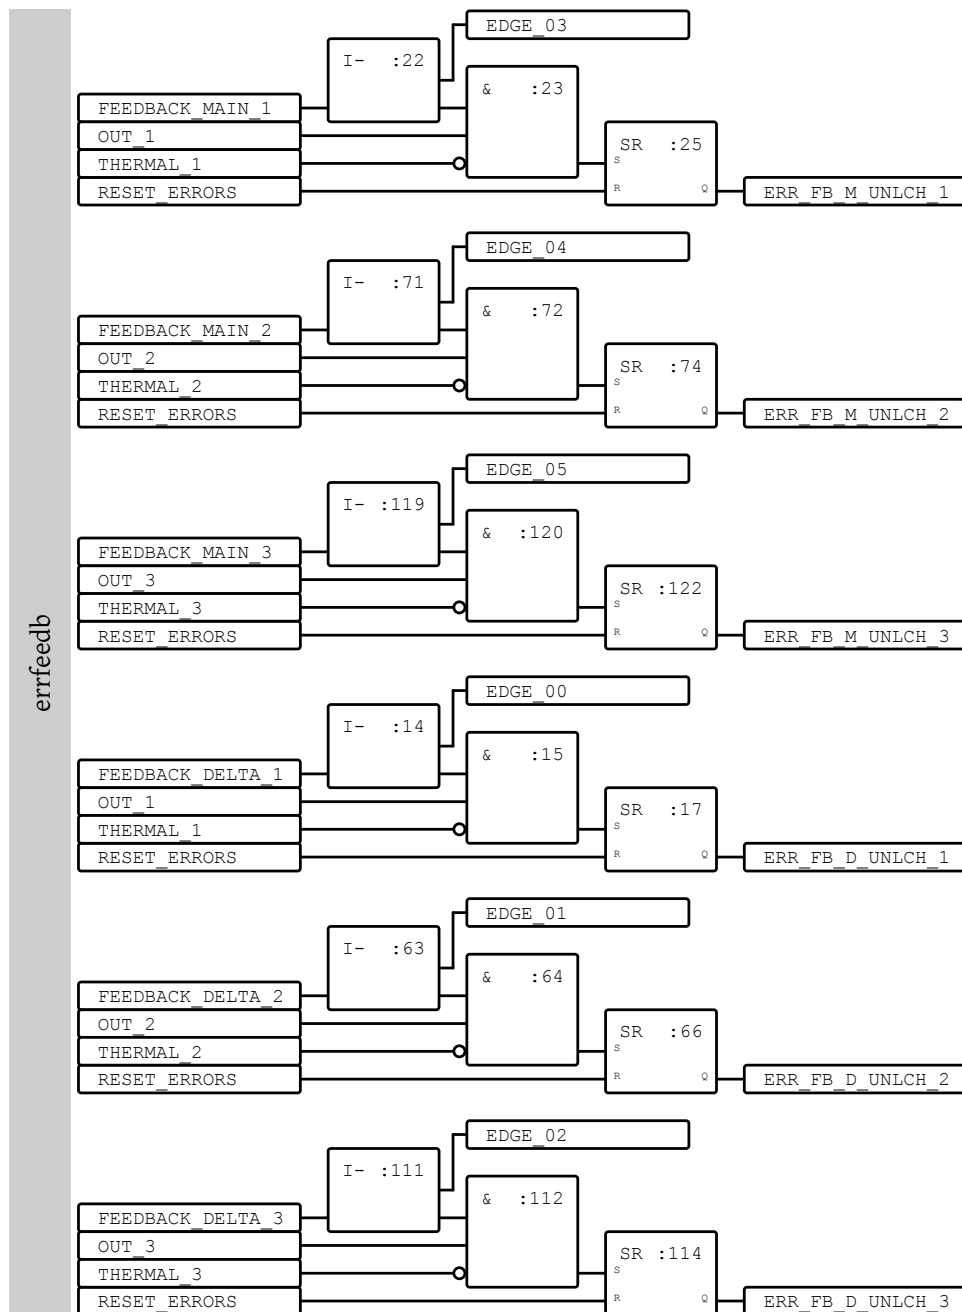 errfeedb
EDGE_03
I- :22
& :23
FEEDBACK_MAIN_1
OUT_1
SR :25
THERMAL_1
S
RESET_ERRORS
R Q
ERR_FB_M_UNLCH_1
EDGE_04
I- :71
& :72
FEEDBACK_MAIN_2
OUT_2
SR :74
THERMAL_2
S
RESET_ERRORS
R Q
ERR_FB_M_UNLCH_2
EDGE_05
I- :119
& :120
FEEDBACK_MAIN_3
OUT_3
SR :122
THERMAL_3
S
RESET_ERRORS
R Q
ERR_FB_M_UNLCH_3
EDGE_00
I- :14
& :15
FEEDBACK_DELTA_1
OUT_1
SR :17
THERMAL_1
S
RESET_ERRORS
R Q
ERR_FB_D_UNLCH_1
EDGE_01
I- :63
& :64
FEEDBACK_DELTA_2
OUT_2
SR :66
THERMAL_2
S
RESET_ERRORS
R Q
ERR_FB_D_UNLCH_2
EDGE_02
I- :111
& :112
FEEDBACK_DELTA_3
OUT_3
SR :114
THERMAL_3
S
RESET_ERRORS
R Q
ERR_FB_D_UNLCH_3